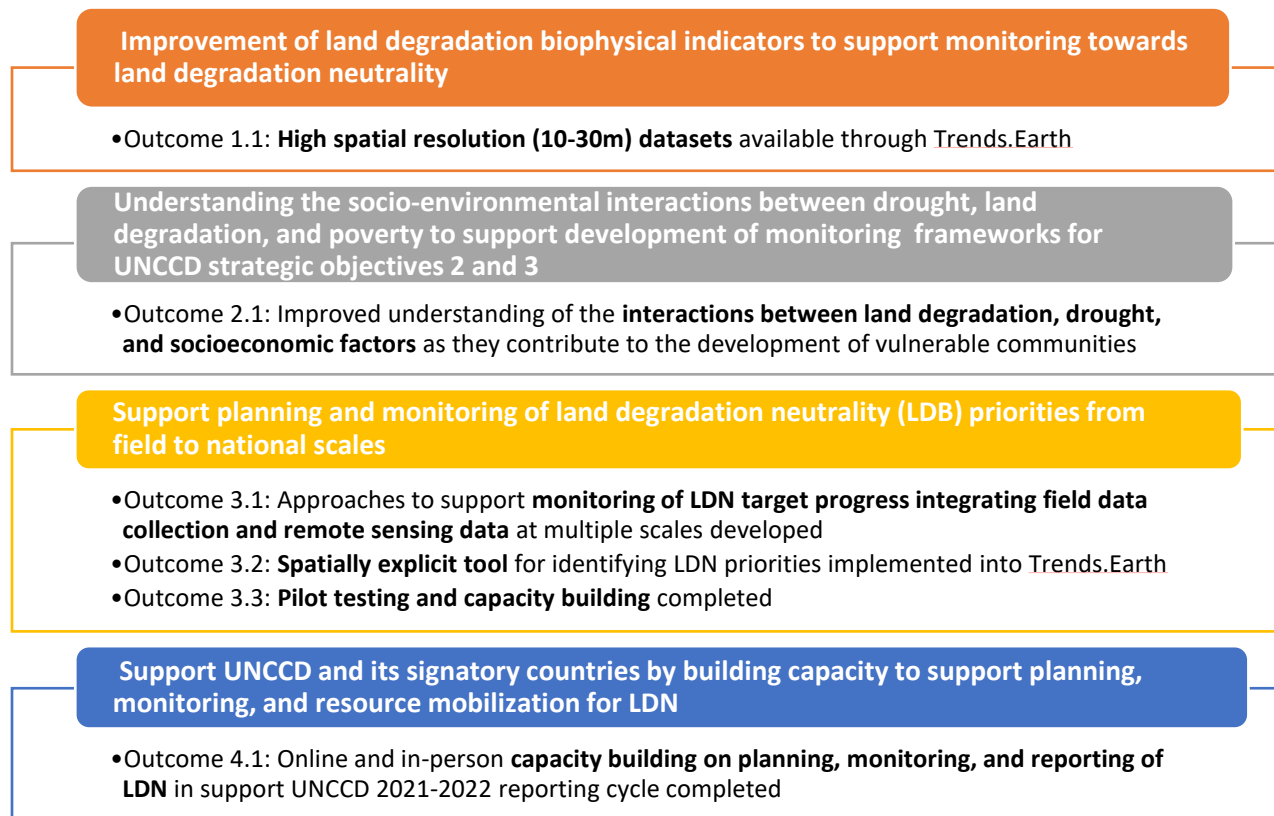 Improvement of land degradation biophysical indicators to support monitoring towards
land degradation neutrality
•Outcome 1.1: High spatial resolution (10-30m) datasets available through Trends.Earth
Understanding the socio-environmental interactions between drought, land
degradation, and poverty to support development of monitoring frameworks for
UNCCD strategic objectives 2 and 3
•Outcome 2.1: Improved understanding of the interactions between land degradation, drought,
and socioeconomic factors as they contribute to the development of vulnerable communities
Support planning and monitoring of land degradation neutrality (LDB) priorities from
field to national scales
•Outcome 3.1: Approaches to support monitoring of LDN target progress integrating field data
collection and remote sensing data at multiple scales developed
•Outcome 3.2: Spatially explicit tool for identifying LDN priorities implemented into Trends.Earth
•Outcome 3.3: Pilot testing and capacity building completed
Support UNCCD and its signatory countries by building capacity to support planning,
monitoring, and resource mobilization for LDN
•Outcome 4.1: Online and in-person capacity building on planning, monitoring, and reporting of
LDN in support UNCCD 2021-2022 reporting cycle completed